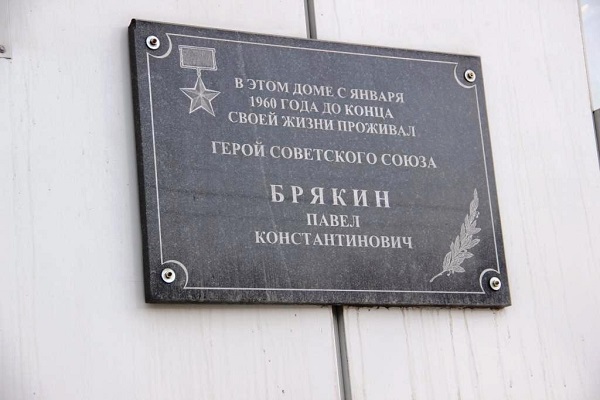 В ЭТОМ ДОМЕ С ЯНВАРЯ
1960 ГОДА ДО КОНЦА
СВОЕЙ ЖИЗНИ ПРОЖИВАЛ
ГЕРОЙ СОВЕТСКОГО СОЮЗА
БРЯКИН
ПАВЕЛ
КОНСТАНТИНОВИЧ